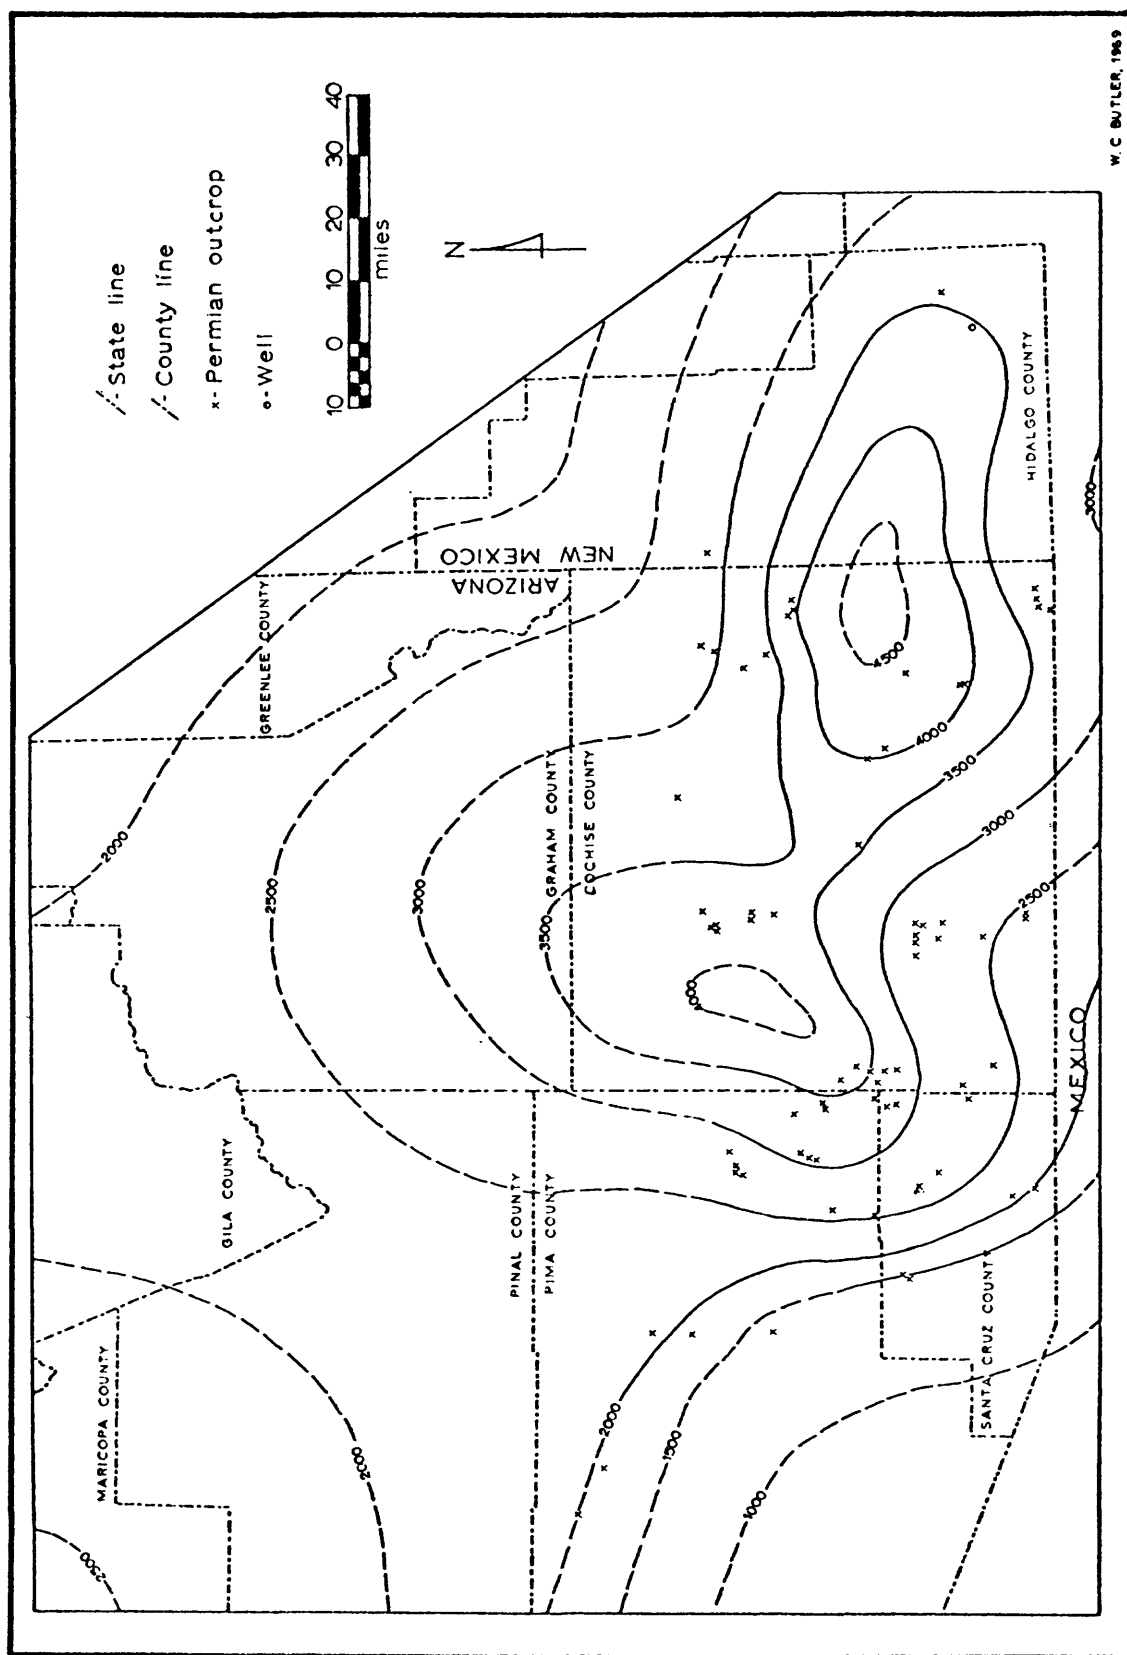 -State line
-County line
x-Permian outcrop
o-Well
10 0 10 20 30 40
miles
N
W. C BUTLER, 1969
MARICOPA COUNTY
GILA COUNTY
GREENLEE COUNTY
PINAL COUNTY
PIMA COUNTY
GRAHAM COUNTY
COCHISE COUNTY
ARIZONA
NEW MEXICO
SANTA CRUZ COUNTY
HIDALGO COUNTY
MEXICO
2000
2000
2500
3000
3500
4500
4000
3500
3000
2500
3000
2000
1500
1000